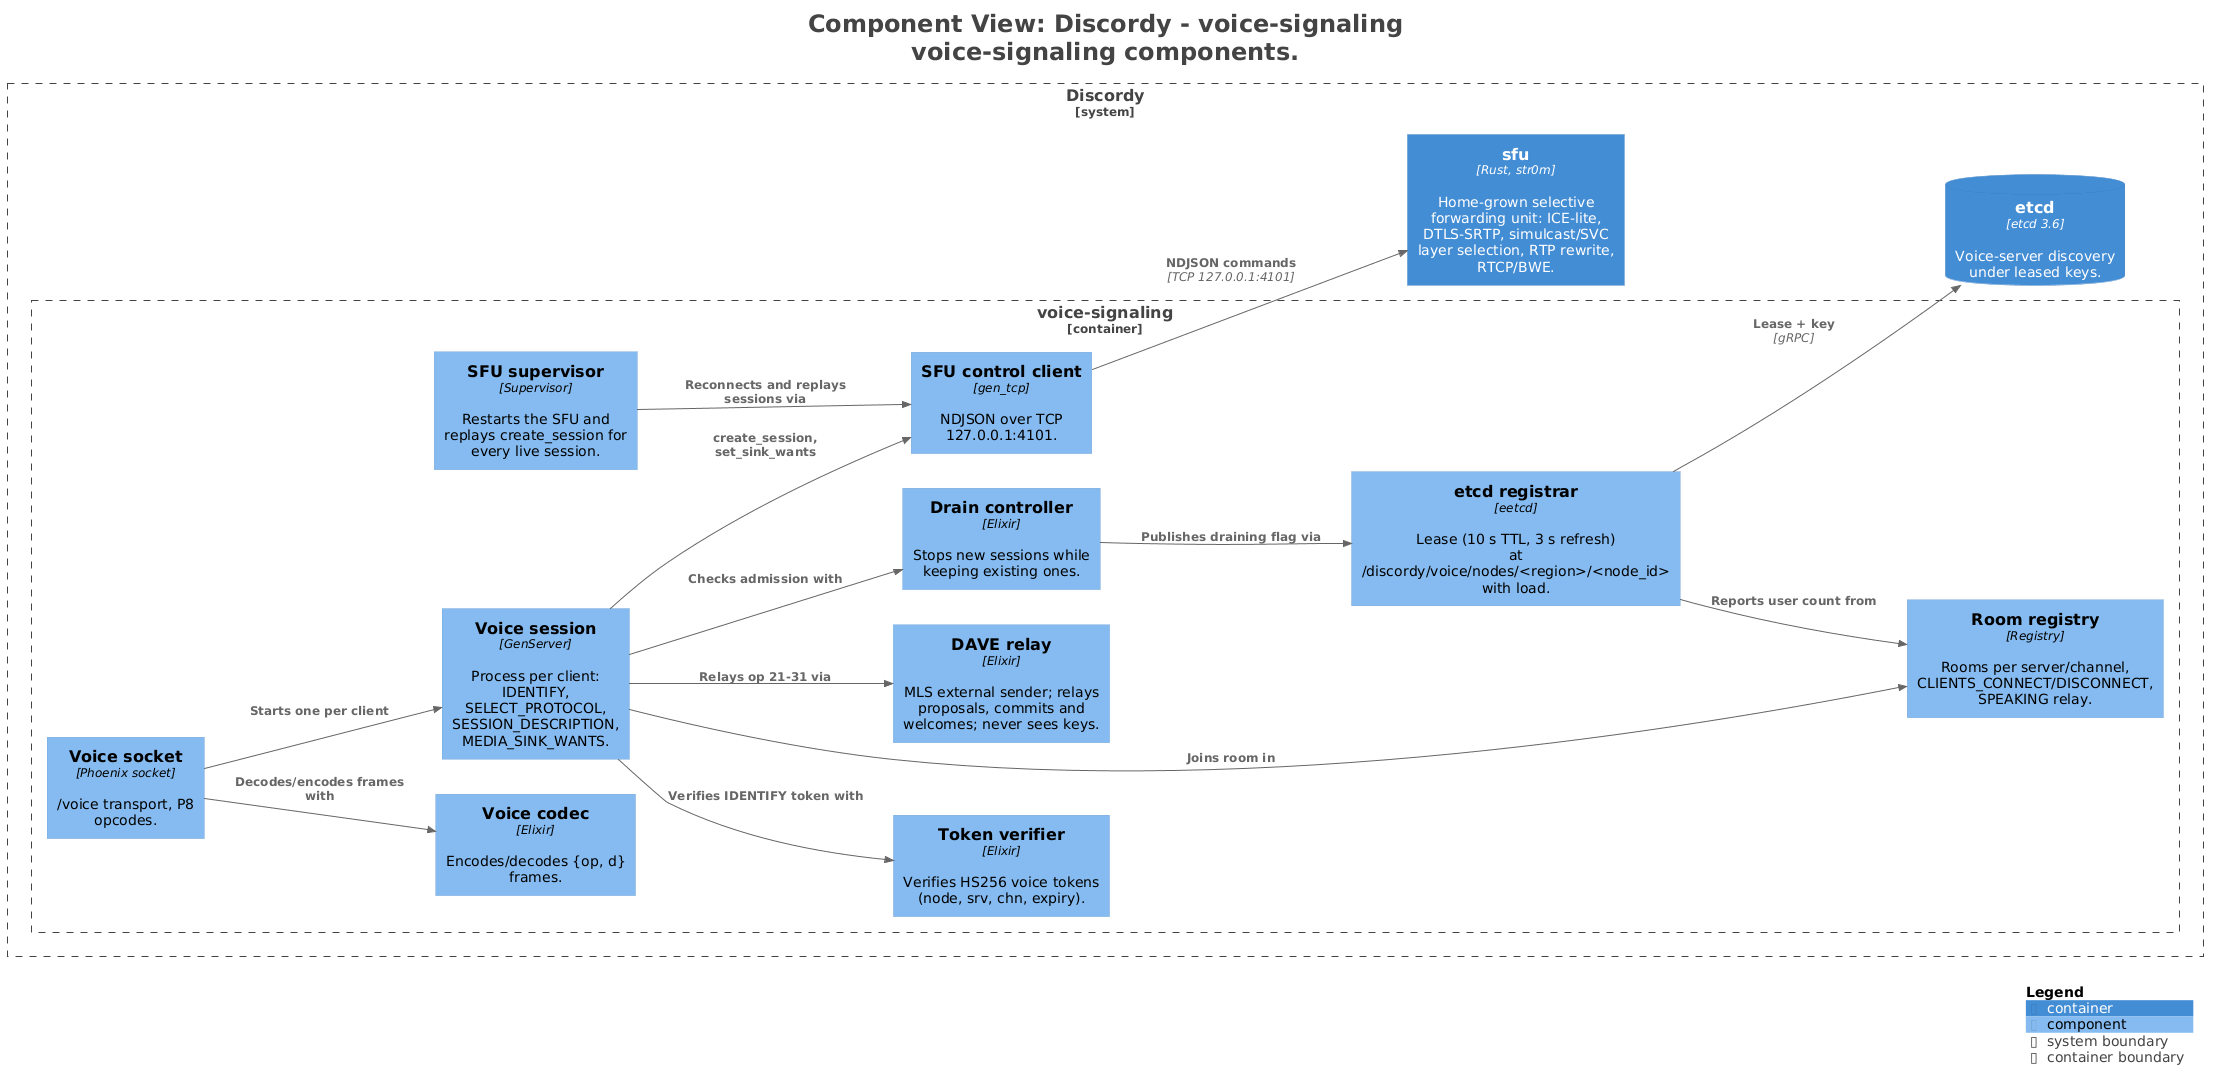 Component View: Discordy - voice-signaling
voice-signaling components.
Discordy
[system]
sfu
[Rust, str0m]
Home-grown selective
forwarding unit: ICE-lite,
DTLS-SRTP, simulcast/SVC
layer selection, RTP rewrite,
RTCP/BWE.
etcd
[etcd 3.6]
Voice-server discovery
under leased keys.
NDJSON commands
[TCP 127.0.0.1:4101]
voice-signaling
[container]
Lease + key
[gRPC]
SFU supervisor
[Supervisor]
Restarts the SFU and
replays create_session for
every live session.
Reconnects and replays
sessions via
SFU control client
[gen_tcp]
NDJSON over TCP
127.0.0.1:4101.
create_session,
set_sink_wants
Drain controller
[Elixir]
Stops new sessions while
keeping existing ones.
Publishes draining flag via
etcd registrar
[eetcd]
Lease (10 s TTL, 3 s refresh)
at
/discordy/voice/nodes/<region>/<node_id>
with load.
Checks admission with
Reports user count from
Room registry
[Registry]
Rooms per server/channel,
CLIENTS_CONNECT/DISCONNECT,
SPEAKING relay.
Voice session
[GenServer]
Process per client:
IDENTIFY,
SELECT_PROTOCOL,
SESSION_DESCRIPTION,
MEDIA_SINK_WANTS.
Relays op 21-31 via
DAVE relay
[Elixir]
MLS external sender; relays
proposals, commits and
welcomes; never sees keys.
Starts one per client
Joins room in
Voice socket
[Phoenix socket]
/voice transport, P8
opcodes.
Decodes/encodes frames
with
Verifies IDENTIFY token with
Voice codec
[Elixir]
Encodes/decodes {op, d}
frames.
Token verifier
[Elixir]
Verifies HS256 voice tokens
(node, srv, chn, expiry).
Legend
container
component
system boundary
container boundary